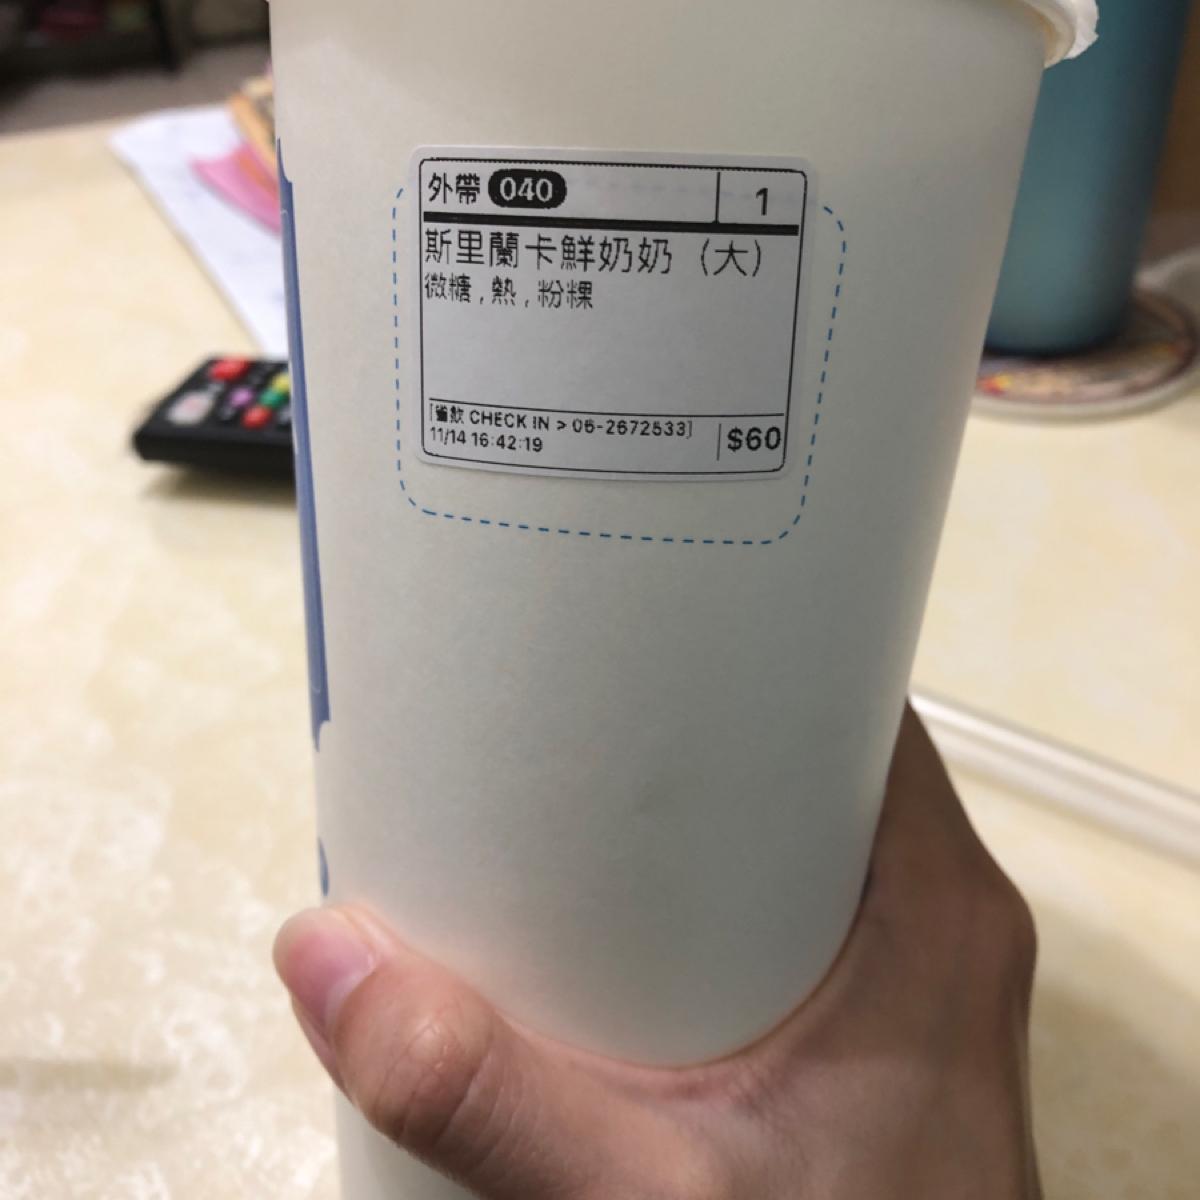 外帶 040 1
斯里蘭卡鮮奶奶（大）
微糖 , 熱 , 粉粿
飲 CHECK IN > 06-2672533]
11/14 16:42:19 $60